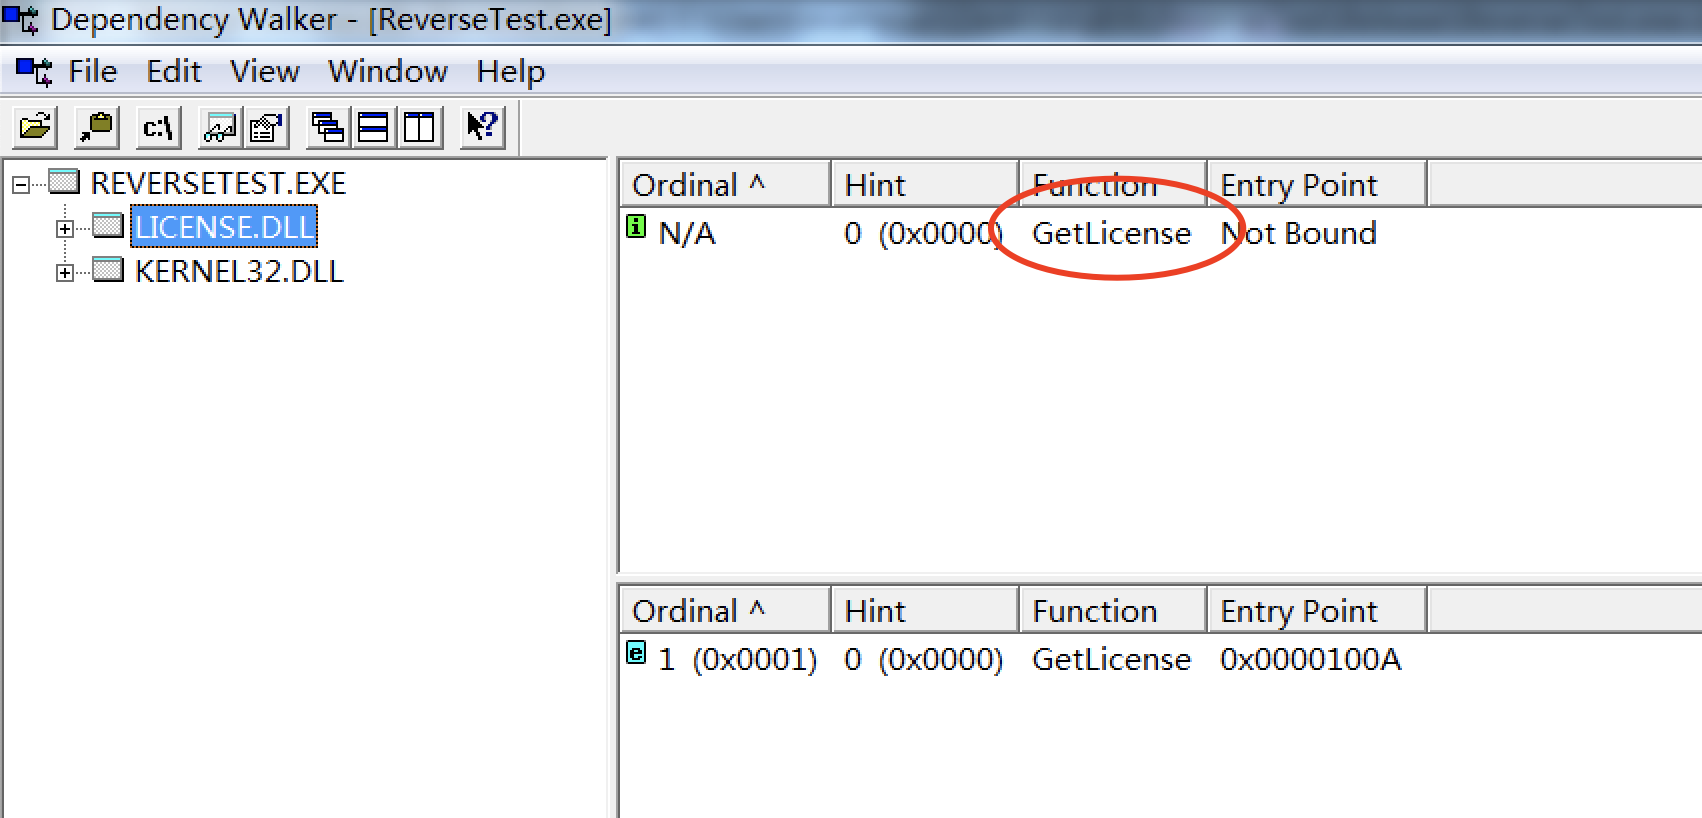 Dependency Walker - [ReverseTest.exe]
File Edit View Window Help
c:\
REVERSETEST.EXE
LICENSE.DLL
KERNEL32.DLL
Ordinal ^ Hint Function Entry Point
N/A 0 (0x0000) GetLicense Not Bound
Ordinal ^ Hint Function Entry Point
1 (0x0001) 0 (0x0000) GetLicense 0x0000100A